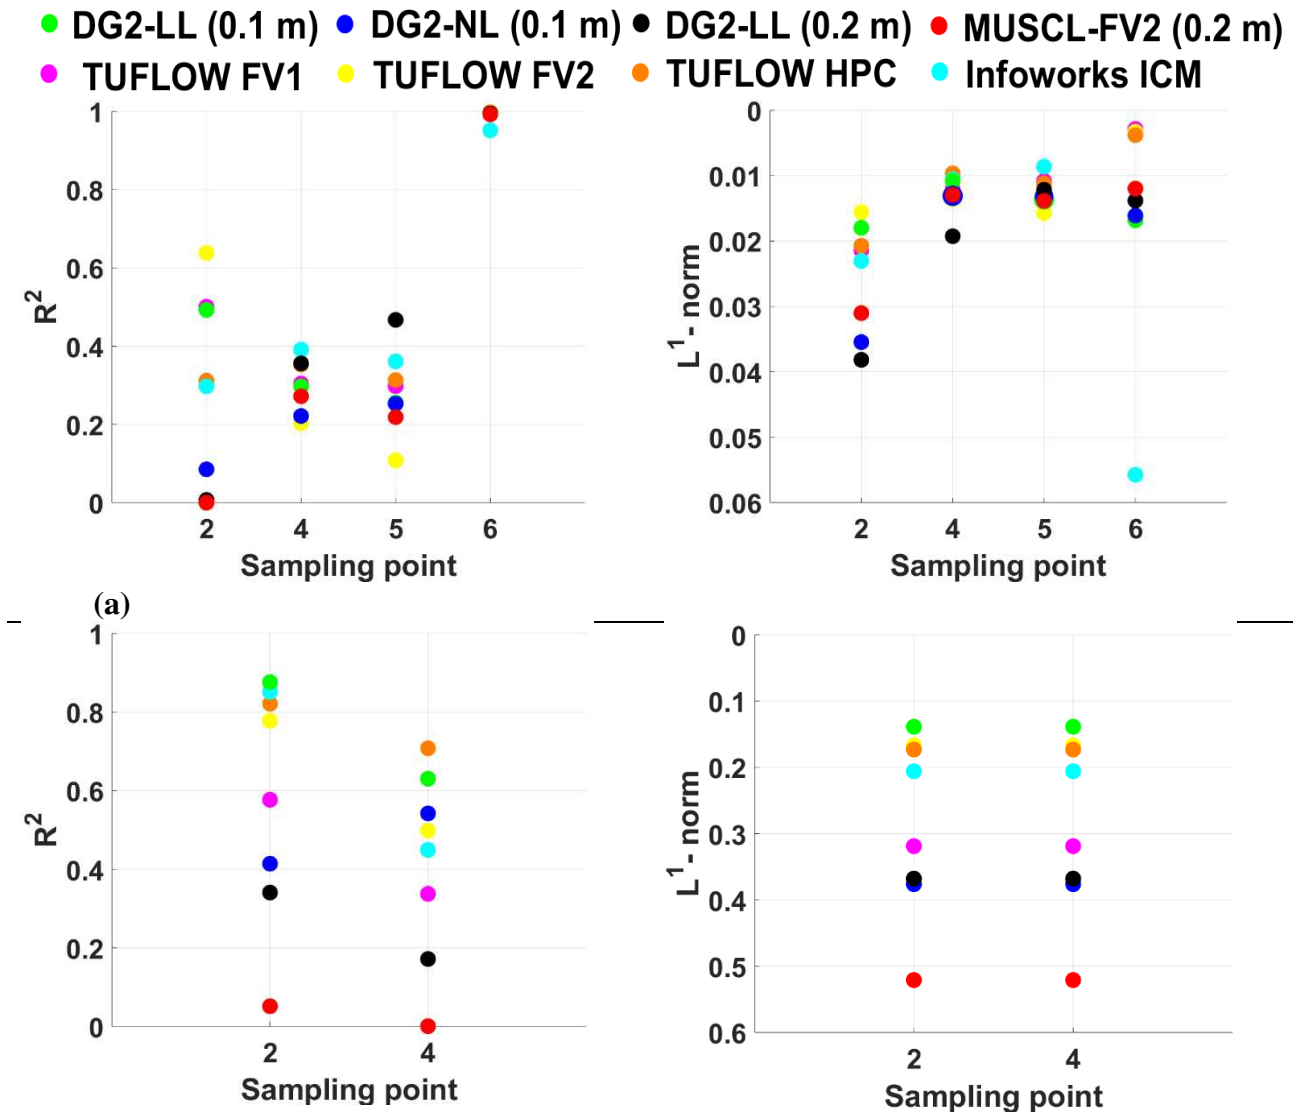 DG2-LL (0.1 m) DG2-NL (0.1 m) DG2-LL (0.2 m) MUSCL-FV2 (0.2 m)
TUFLOW FV1 TUFLOW FV2 TUFLOW HPC Infoworks ICM
1
0.8
0.6
0.4
0.2
0
R²
2 4 5 6
Sampling point
0
0.01
0.02
0.03
0.04
0.05
0.06
L¹- norm
2 4 5 6
Sampling point
(a)
1
0.8
0.6
0.4
0.2
0
R²
2 4
Sampling point
0
0.1
0.2
0.3
0.4
0.5
0.6
L¹- norm
2 4
Sampling point